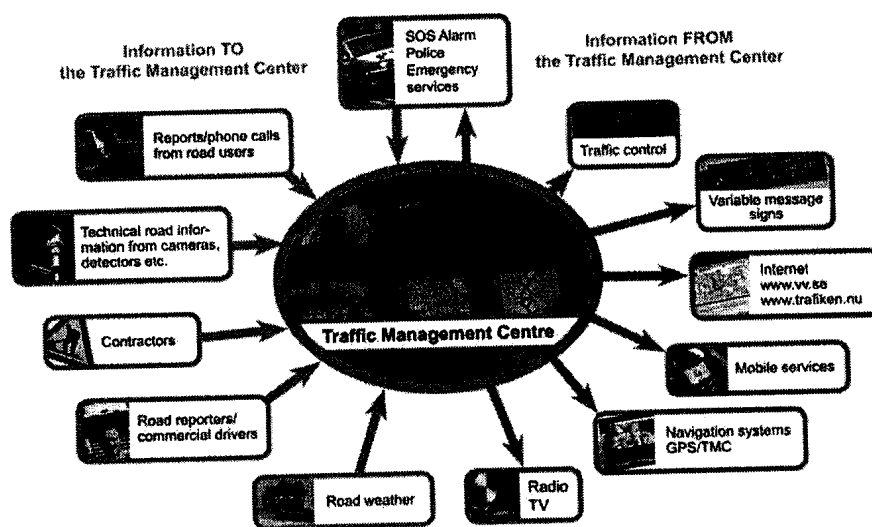 Information TO
the Traffic Management Center
SOS Alarm
Police
Emergency
services
Information FROM
the Traffic Management Center
Reports/phone calls
from road users
Traffic control
Technical road infor-
mation from cameras,
detectors etc.
Variable message
signs
Internet
www.vv.se
www.trafiken.nu
Contractors
Traffic Management Centre
Mobile services
Road reporters/
commercial drivers
Navigation systems
GPS/TMC
Road weather
Radio
TV